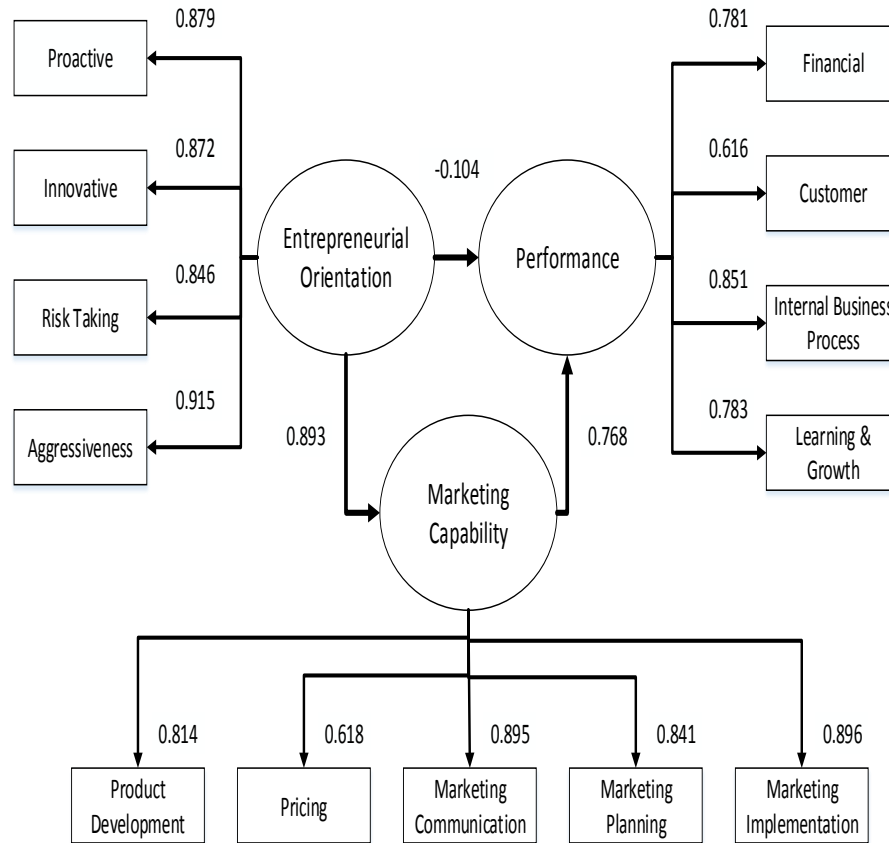 0.879
0.781
Proactive
Financial
0.872
-0.104
0.616
Innovative
Customer
Entrepreneurial
Orientation
Performance
0.846
0.851
Risk Taking
Internal Business
Process
0.915
0.783
Aggressiveness
0.893
0.768
Learning &
Growth
Marketing
Capability
0.814
0.618
0.895
0.841
0.896
Product
Development
Pricing
Marketing
Communication
Marketing
Planning
Marketing
Implementation